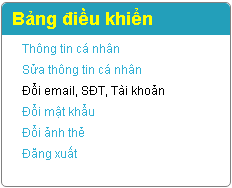 Bảng điều khiển
Thông tin cá nhân
Sửa thông tin cá nhân
Đổi email, SĐT, Tài khoản
Đổi mật khẩu
Đổi ảnh thẻ
Đăng xuất